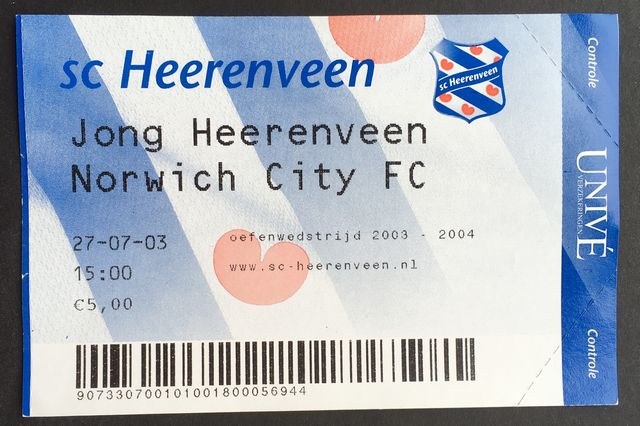 sc Heerenveen
sc Heerenveen
Jong Heerenveen
Norwich City FC
27-07-03
oefenwedstrijd 2003 - 2004
15:00
www.sc-heerenveen.nl
€5,00
907330700101001800056944
Controle
UNIVÉ
VERZEKERINGEN
Controle